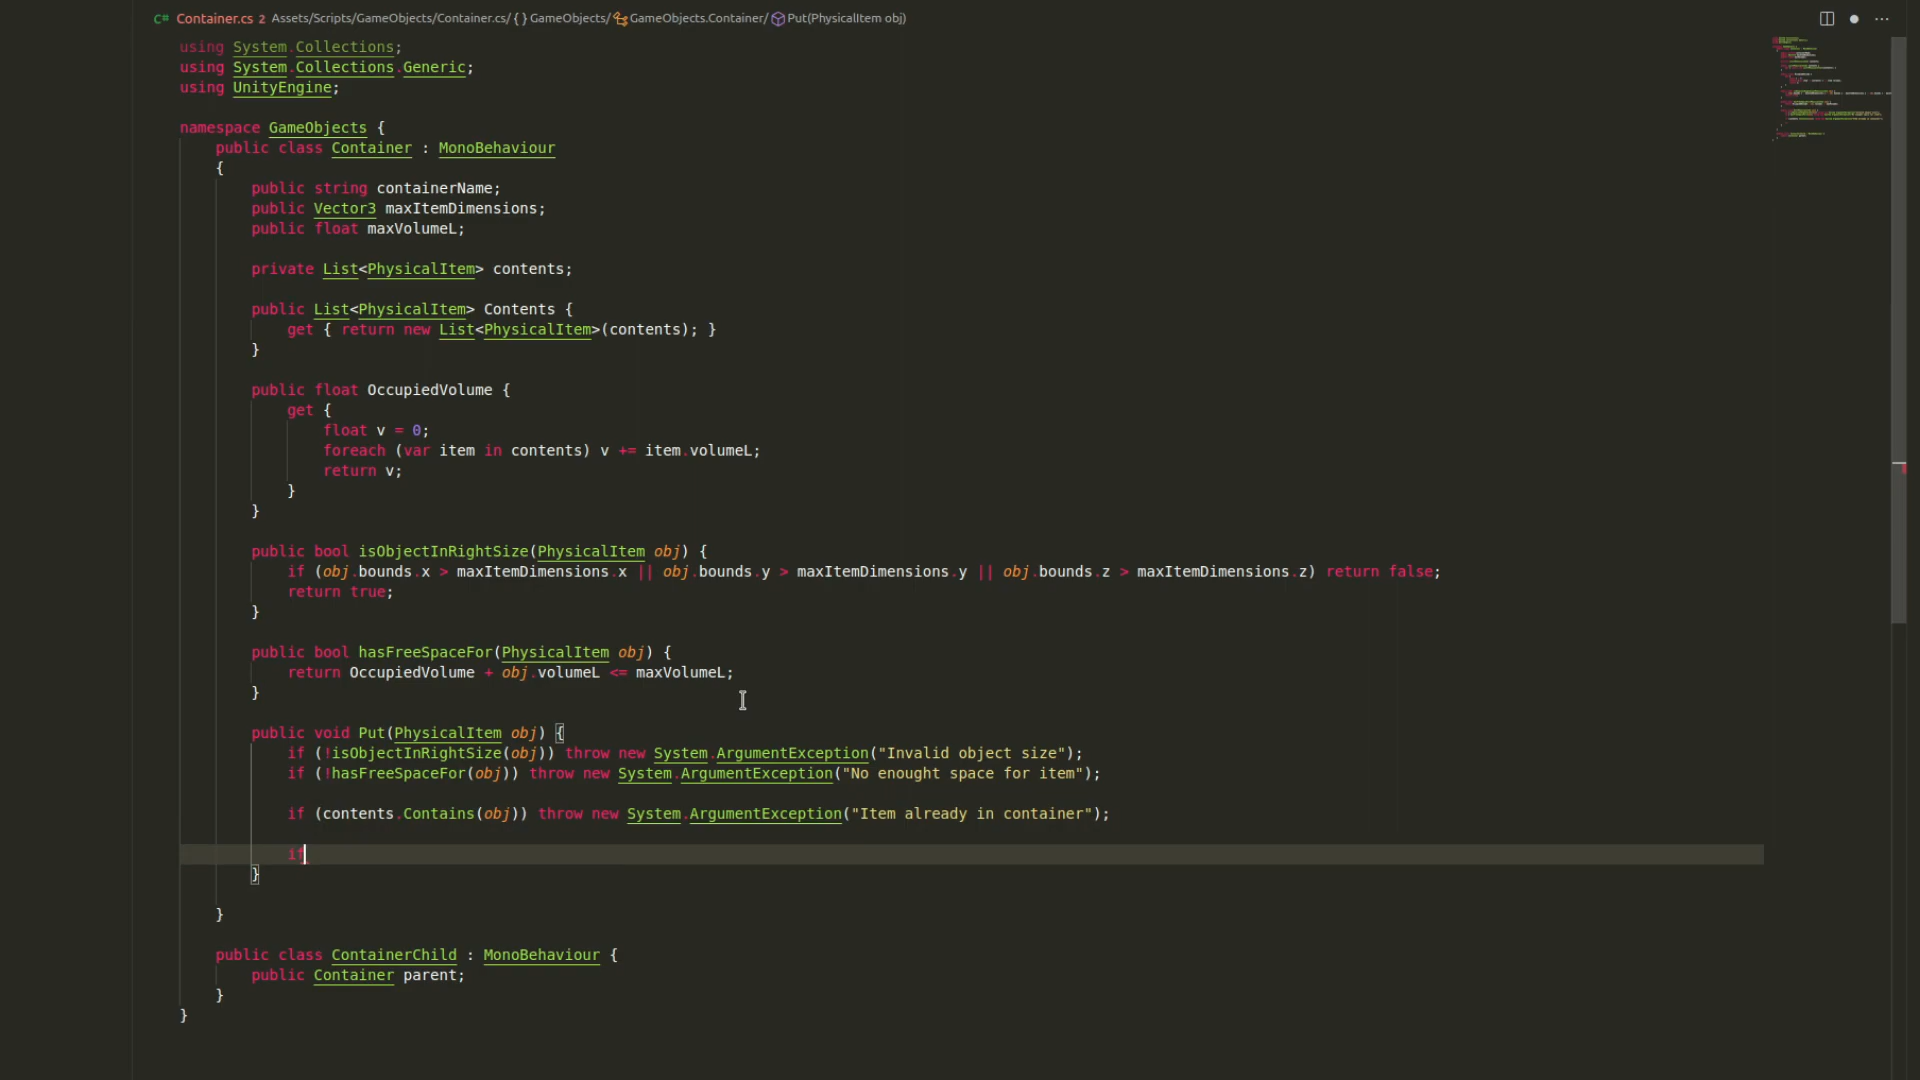 C# Container.cs 2 Assets/Scripts/GameObjects/Container.cs/{}GameObjects/GameObjects.Container/Put(PhysicalItem obj) ···
using System.Collections;
using System.Collections.Generic;
using UnityEngine;
namespace GameObjects {
public class Container : MonoBehaviour
{
public string containerName;
public Vector3 maxItemDimensions;
public float maxVolumeL;
private List<PhysicalItem> contents;
public List<PhysicalItem> Contents {
get { return new List<PhysicalItem>(contents); }
}
public float OccupiedVolume {
get {
float v = 0;
foreach (var item in contents) v += item.volumeL;
return v;
}
}
public bool isObjectInRightSize(PhysicalItem obj) {
if (obj.bounds.x > maxItemDimensions.x || obj.bounds.y > maxItemDimensions.y || obj.bounds.z > maxItemDimensions.z) return false;
return true;
}
public bool hasFreeSpaceFor(PhysicalItem obj) {
return OccupiedVolume + obj.volumeL <= maxVolumeL;
}
public void Put(PhysicalItem obj) {
if (!isObjectInRightSize(obj)) throw new System.ArgumentException("Invalid object size");
if (!hasFreeSpaceFor(obj)) throw new System.ArgumentException("No enought space for item");
if (contents.Contains(obj)) throw new System.ArgumentException("Item already in container");
if
}
}
public class ContainerChild : MonoBehaviour {
public Container parent;
}
}